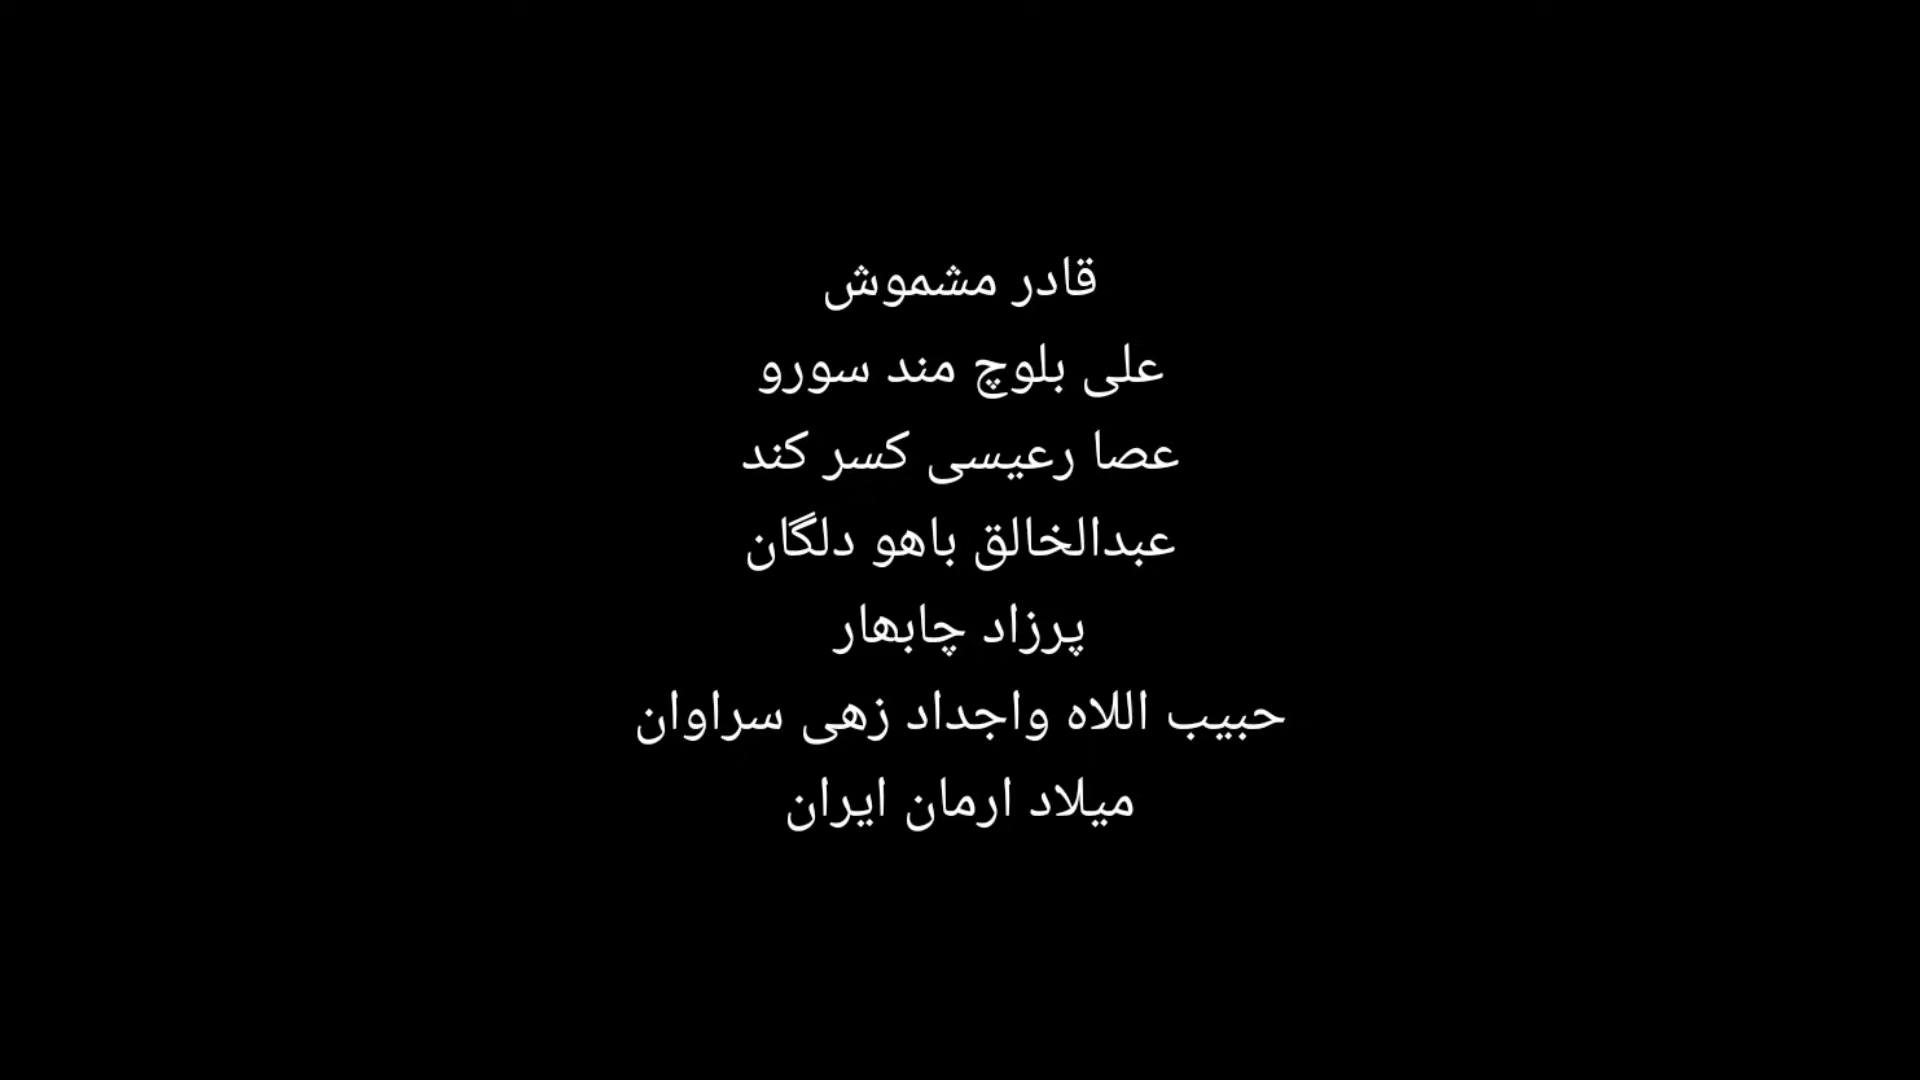 قادر مشموش
علی بلوچ مند سورو
عصا رعیسی کسر کند
عبدالخالق باهو دلگان
پرزاد چابهار
حبیب اللاه واجداد زهی سراوان
میلاد ارمان ایران